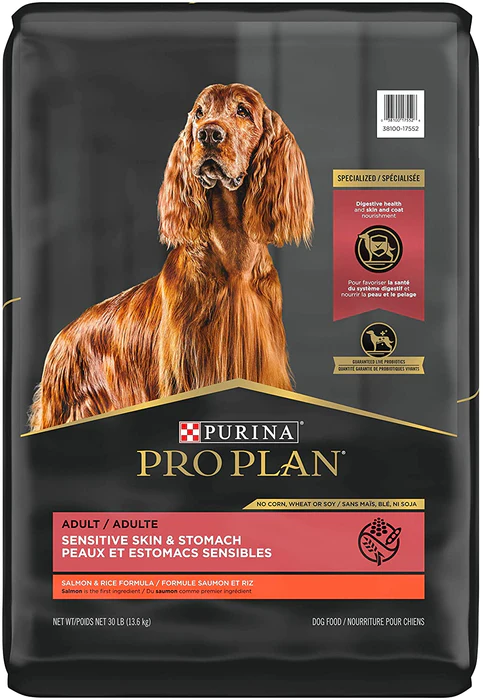 38100-17552
SPECIALIZED / SPÉCIALISÉE
Digestive health
and skin and coat
nourishment
Pour favoriser la santé
du système digestif et
nourrir la peau et le pelage
GUARANTEED LIVE PROBIOTICS
QUANTITÉ GARANTIE DE PROBIOTIQUES VIVANTS
PURINA®
PRO PLAN®
NO CORN, WHEAT OR SOY / SANS MAÏS, BLÉ, NI SOJA
ADULT / ADULTE
SENSITIVE SKIN & STOMACH
PEAUX ET ESTOMACS SENSIBLES
SALMON & RICE FORMULA / FORMULE SAUMON ET RIZ
Salmon is the first ingredient / Du saumon comme premier ingrédient
NET WT/POIDS NET 30 LB (13.6 kg)
DOG FOOD / NOURRITURE POUR CHIENS